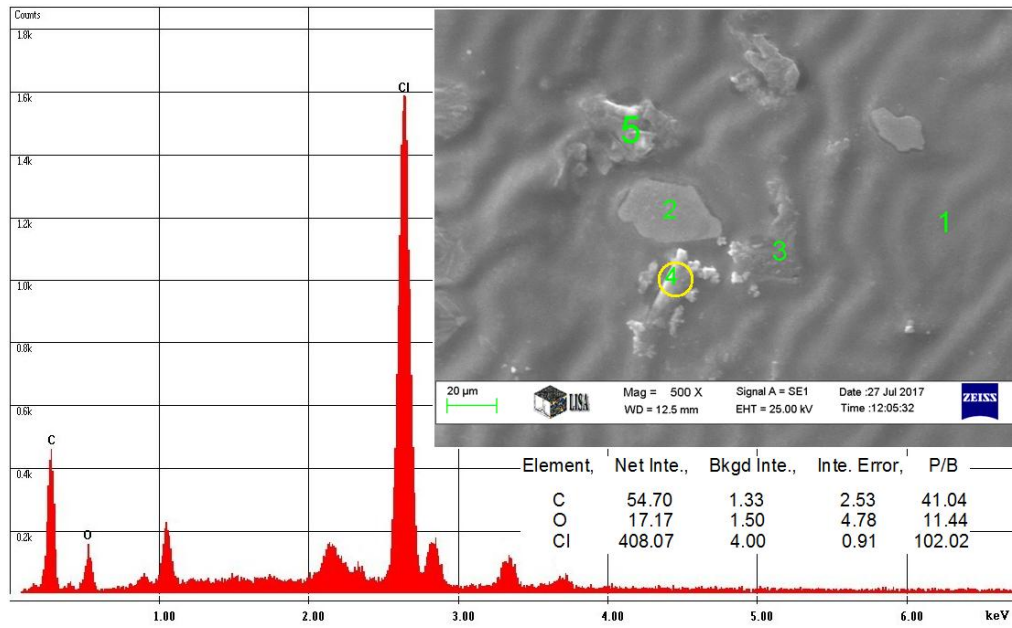 Counts
1.8k
1.6k
1.4k
1.2k
1.0k
0.8k
0.6k
0.4k
0.2k
C
O
Cl
1.00 2.00 3.00 4.00 5.00 6.00 keV
5
2
1
3
4
20 µm
LISA
Mag = 500 X Signal A = SE1 Date :27 Jul 2017
WD = 12.5 mm EHT = 25.00 kV Time :12:05:32
ZEISS
Element, Net Inte., Bkgd Inte., Inte. Error, P/B
C 54.70 1.33 2.53 41.04
O 17.17 1.50 4.78 11.44
Cl 408.07 4.00 0.91 102.02